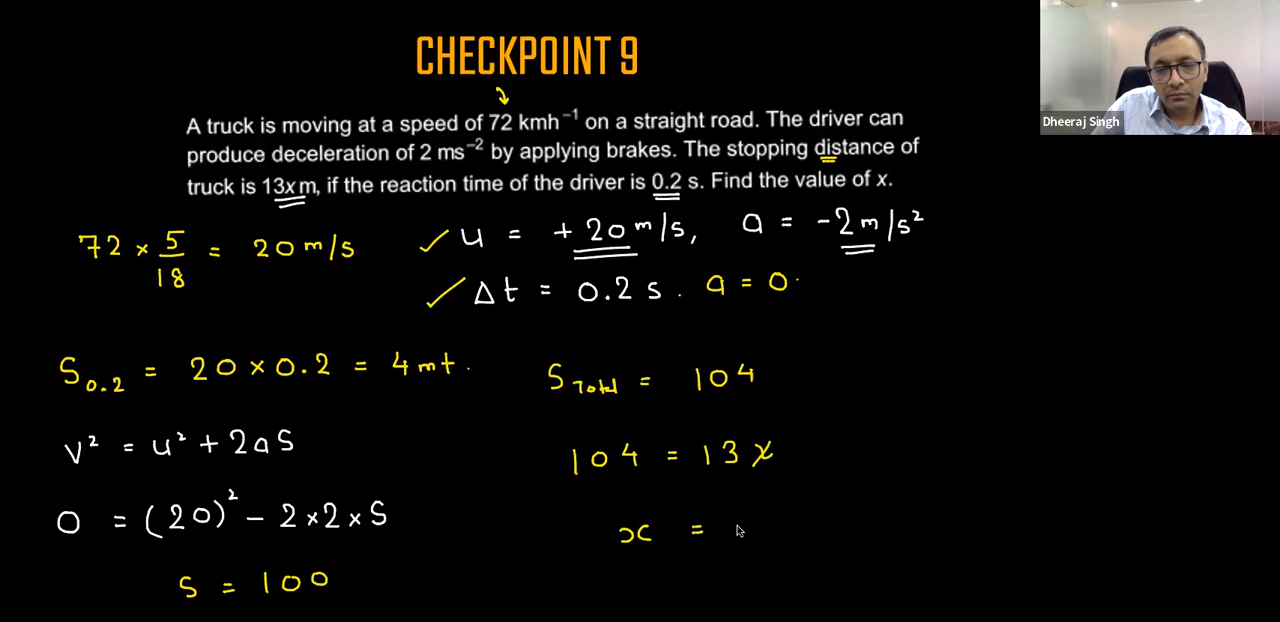 CHECKPOINT 9
A truck is moving at a speed of 72 kmh⁻¹ on a straight road. The driver can
produce deceleration of 2 ms⁻² by applying brakes. The stopping distance of
truck is 13x m, if the reaction time of the driver is 0.2 s. Find the value of x.
Dheeraj Singh
72 × 5/18 = 20 m/s
✓ u = + 20 m/s, a = -2 m/s²
✓ Δt = 0.2 s. a = 0.
S0.2 = 20 × 0.2 = 4 mt.
V² = u² + 2aS
0 = (20)² - 2×2×S
S = 100
STotal = 104
104 = 13x
x =